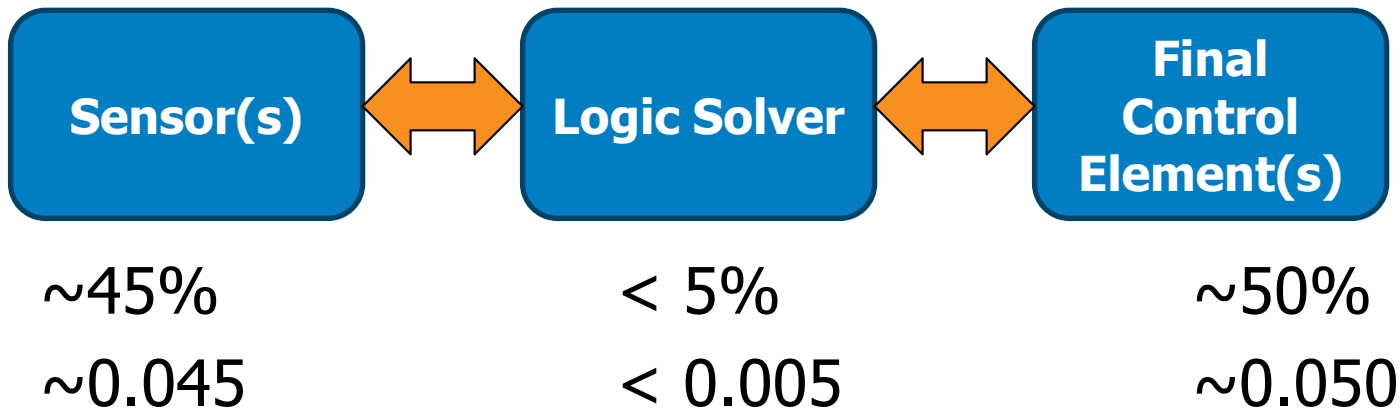 Sensor(s)
Logic Solver
Final
Control
Element(s)
~45%
< 5%
~50%
~0.045
< 0.005
~0.050